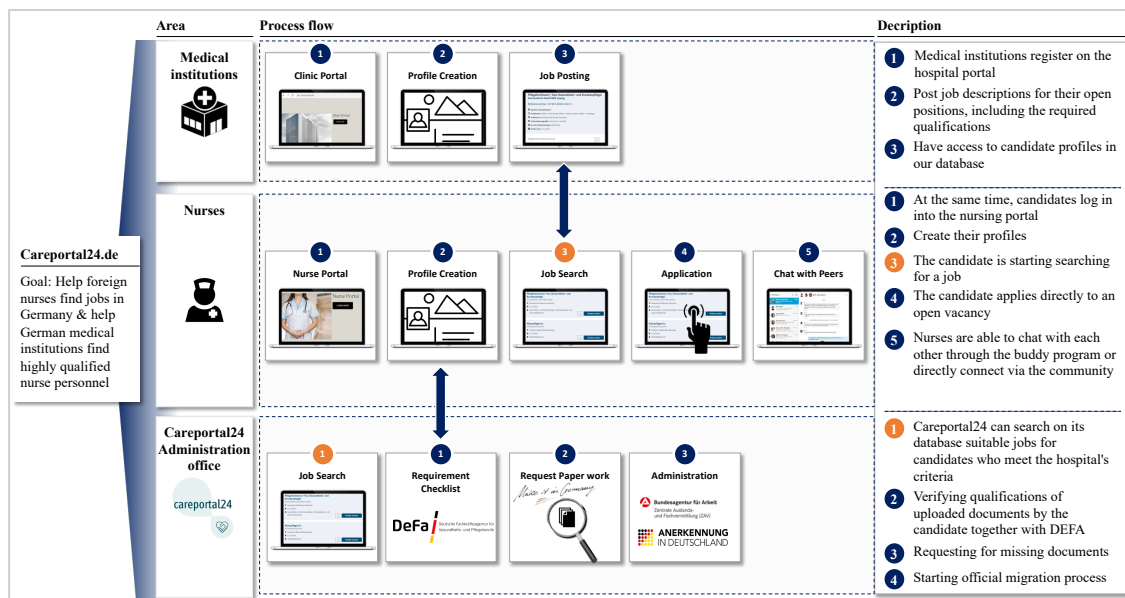 Area
Process flow
Decription
Careportal24.de
Goal: Help foreign
nurses find jobs in
Germany & help
German medical
institutions find
highly qualified
nurse personnel
Medical
institutions
1
Clinic Portal
2
Profile Creation
3
Job Posting
1 Medical institutions register on the
hospital portal
2 Post job descriptions for their open
positions, including the required
qualifications
3 Have access to candidate profiles in
our database
Nurses
1
Nurse Portal
Nurse Portal
2
Profile Creation
3
Job Search
4
Application
5
Chat with Peers
1 At the same time, candidates log in
into the nursing portal
2 Create their profiles
3 The candidate is starting searching
for a job
4 The candidate applies directly to an
open vacancy
5 Nurses are able to chat with each
other through the buddy program or
directly connect via the community
Careportal24
Administration
office
careportal24
1
Job Search
1
Requirement
Checklist
DeFa
Deutsche Fachkräfteagentur für
Gesundheits- und Pflegeberufe
2
Request Paper work
Make it in Germany
3
Administration
Bundesagentur für Arbeit
Zentrale Auslands-
und Fachvermittlung (ZAV)
ANERKENNUNG
IN DEUTSCHLAND
1 Careportal24 can search on its
database suitable jobs for
candidates who meet the hospital's
criteria
2 Verifying qualifications of
uploaded documents by the
candidate together with DEFA
3 Requesting for missing documents
4 Starting official migration process